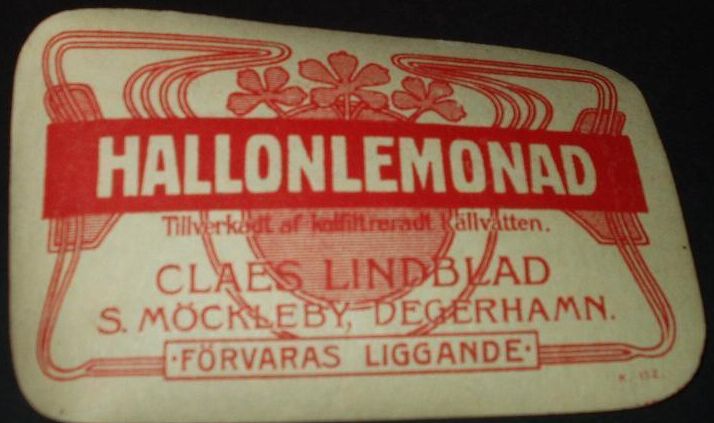 HALLONLEMONAD
Tillverkadt af kolfiltreradt källvatten.
CLAES LINDBLAD
S. MÖCKLEBY, DEGERHAMN.
·FÖRVARAS LIGGANDE·